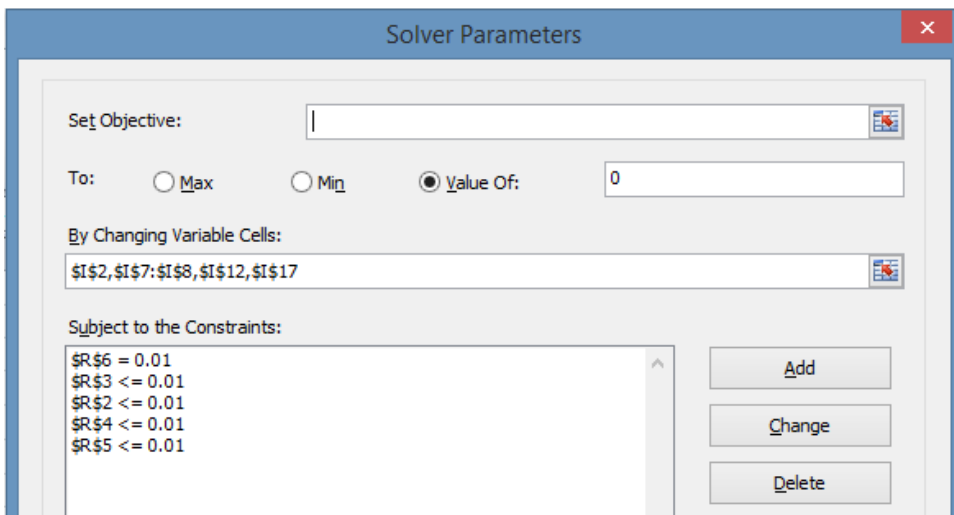 Solver Parameters
Set Objective:
To: Max Min Value Of: 0
By Changing Variable Cells:
$I$2,$I$7:$I$8,$I$12,$I$17
Subject to the Constraints:
$R$6 = 0.01
$R$3 <= 0.01
$R$2 <= 0.01
$R$4 <= 0.01
$R$5 <= 0.01
Add
Change
Delete